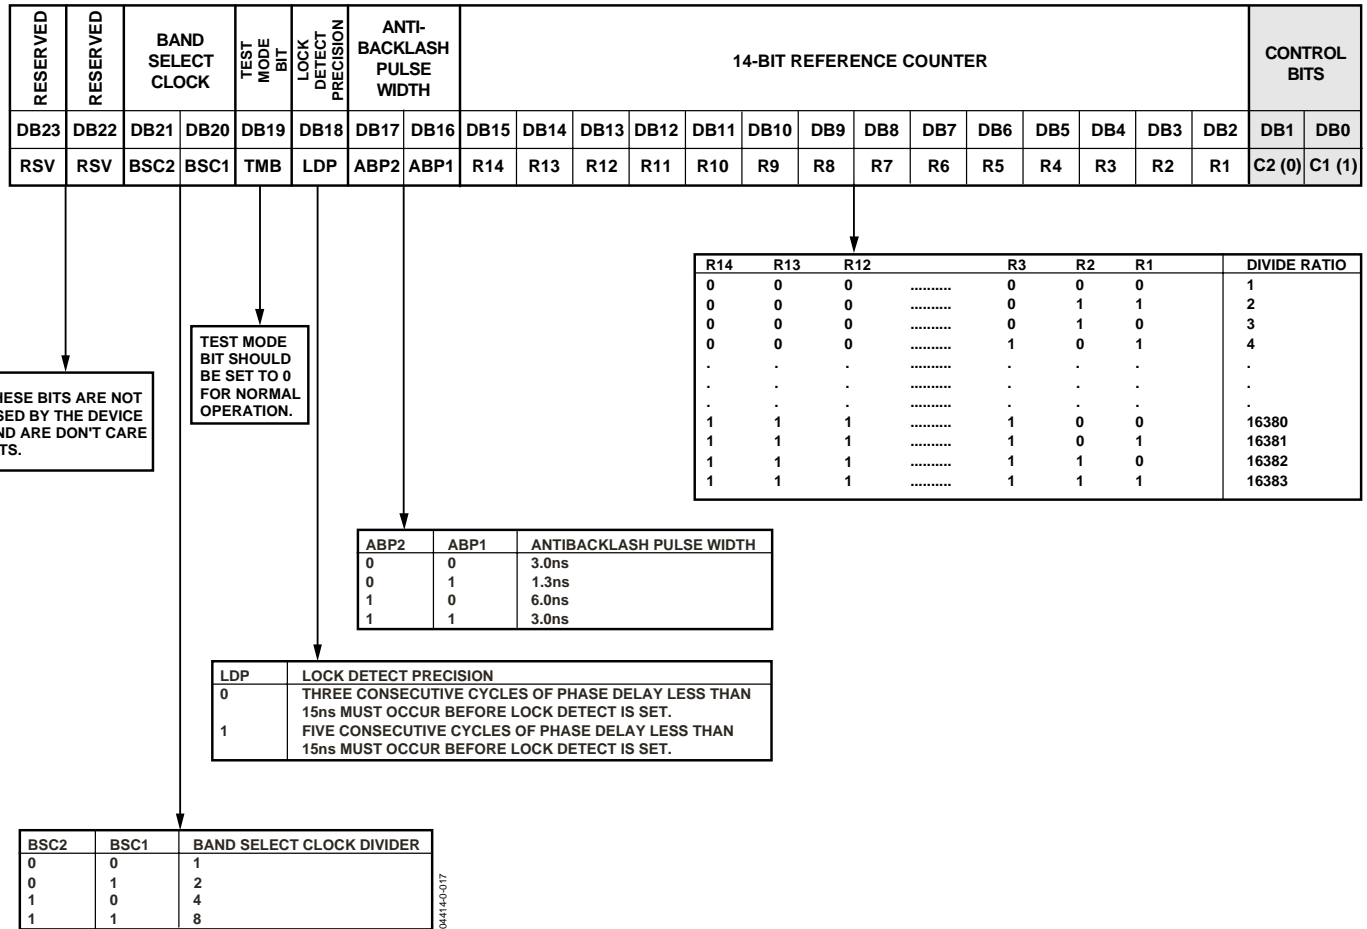 RESERVED
RESERVED
BAND
SELECT
CLOCK
TEST
MODE
BIT
LOCK
DETECT
PRECISION
ANTI-
BACKLASH
PULSE
WIDTH
14-BIT REFERENCE COUNTER
CONTROL
BITS
DB23 DB22 DB21 DB20 DB19 DB18 DB17 DB16 DB15 DB14 DB13 DB12 DB11 DB10 DB9 DB8 DB7 DB6 DB5 DB4 DB3 DB2 DB1 DB0
RSV RSV BSC2 BSC1 TMB LDP ABP2 ABP1 R14 R13 R12 R11 R10 R9 R8 R7 R6 R5 R4 R3 R2 R1 C2 (0) C1 (1)
R14 R13 R12 R3 R2 R1 DIVIDE RATIO
0 0 0 .......... 0 0 0 1
0 0 0 .......... 0 1 1 2
0 0 0 .......... 0 1 0 3
0 0 0 .......... 1 0 1 4
. . . .......... . . . .
. . . .......... . . . .
. . . .......... . . . .
1 1 1 .......... 1 0 0 16380
1 1 1 .......... 1 0 1 16381
1 1 1 .......... 1 1 0 16382
1 1 1 .......... 1 1 1 16383
TEST MODE
BIT SHOULD
BE SET TO 0
FOR NORMAL
OPERATION.
HESE BITS ARE NOT
SED BY THE DEVICE
ND ARE DON'T CARE
TS.
ABP2 ABP1 ANTIBACKLASH PULSE WIDTH
0 0 3.0ns
0 1 1.3ns
1 0 6.0ns
1 1 3.0ns
LDP LOCK DETECT PRECISION
0 THREE CONSECUTIVE CYCLES OF PHASE DELAY LESS THAN
15ns MUST OCCUR BEFORE LOCK DETECT IS SET.
1 FIVE CONSECUTIVE CYCLES OF PHASE DELAY LESS THAN
15ns MUST OCCUR BEFORE LOCK DETECT IS SET.
BSC2 BSC1 BAND SELECT CLOCK DIVIDER
0 0 1
0 1 2
1 0 4
1 1 8
04414-0-017